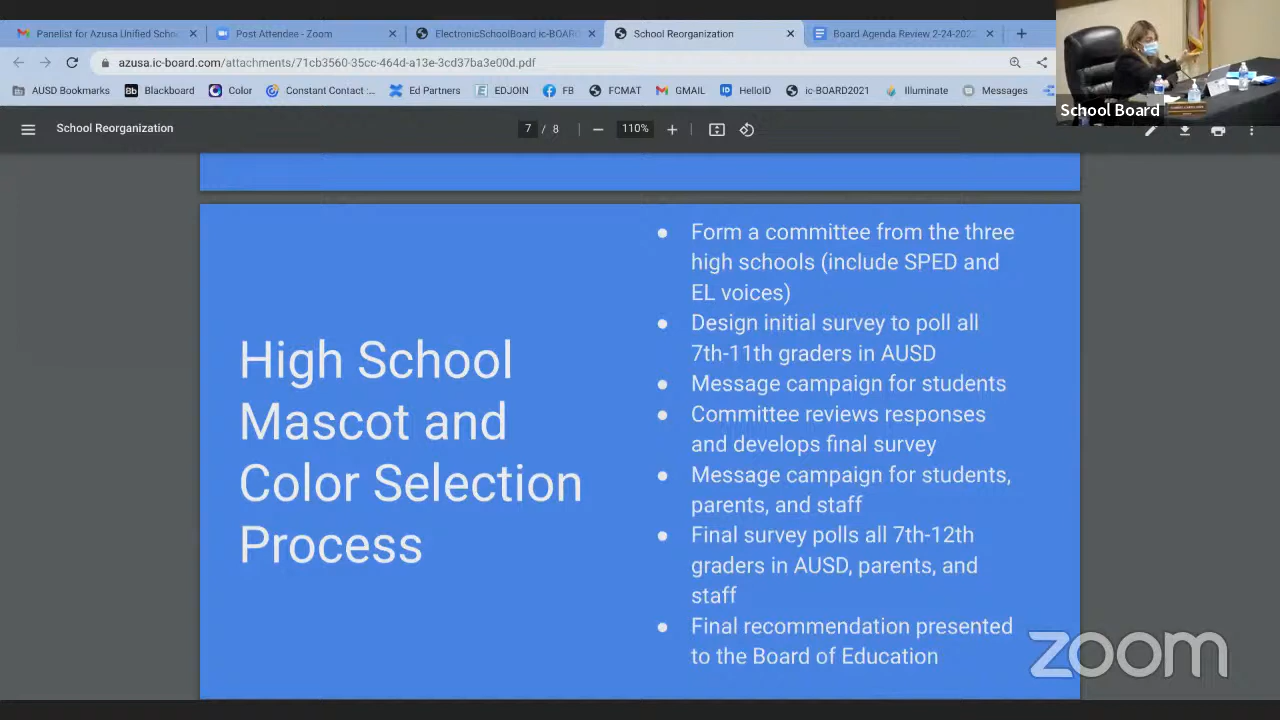 Panelist for Azusa Unified Schoo
Post Attendee - Zoom
ElectronicSchoolBoard ic-BOARD
School Reorganization
Board Agenda Review 2-24-202
azusa.ic-board.com/attachments/71cb3560-35cc-464d-a13e-3cd37ba3e00d.pdf
AUSD Bookmarks
Bb Blackboard
Color
Constant Contact :...
Ed Partners
EDJOIN
FB
FCMAT
GMAIL
ID HelloID
ic-BOARD2021
Illuminate
Messages
School Board
School Reorganization
7 / 8
110%
High School
Mascot and
Color Selection
Process
● Form a committee from the three
high schools (include SPED and
EL voices)
● Design initial survey to poll all
7th-11th graders in AUSD
● Message campaign for students
● Committee reviews responses
and develops final survey
● Message campaign for students,
parents, and staff
● Final survey polls all 7th-12th
graders in AUSD, parents, and
staff
● Final recommendation presented
to the Board of Education
zoom